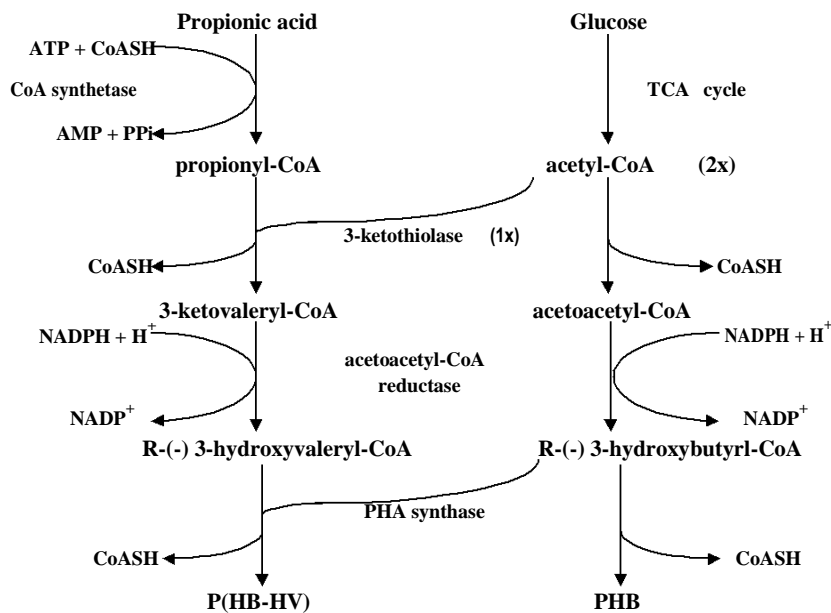 Propionic acid Glucose
ATP + CoASH
CoA synthetase TCA cycle
AMP + PPi
propionyl-CoA acetyl-CoA (2x)
3-ketothiolase (1x)
CoASH CoASH
3-ketovaleryl-CoA acetoacetyl-CoA
NADPH + H+ NADPH + H+
acetoacetyl-CoA
reductase
NADP+ NADP+
R-(-) 3-hydroxyvaleryl-CoA R-(-) 3-hydroxybutyrl-CoA
PHA synthase
CoASH CoASH
P(HB-HV) PHB